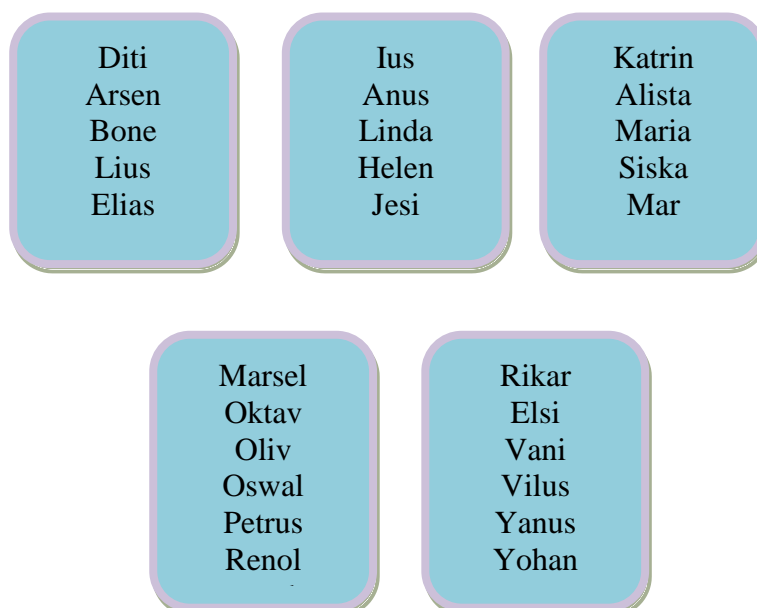 Diti
Arsen
Bone
Lius
Elias
Ius
Anus
Linda
Helen
Jesi
Katrin
Alista
Maria
Siska
Mar
Marsel
Oktav
Oliv
Oswal
Petrus
Renol
Rikar
Elsi
Vani
Vilus
Yanus
Yohan